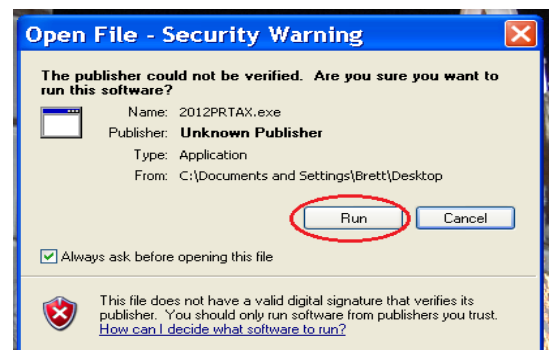 Open File - Security Warning
The publisher could not be verified. Are you sure you want to
run this software?
Name: 2012PRTAX.exe
Publisher: Unknown Publisher
Type: Application
From: C:\Documents and Settings\Brett\Desktop
Run Cancel
Always ask before opening this file
This file does not have a valid digital signature that verifies its
publisher. You should only run software from publishers you trust.
How can I decide what software to run?